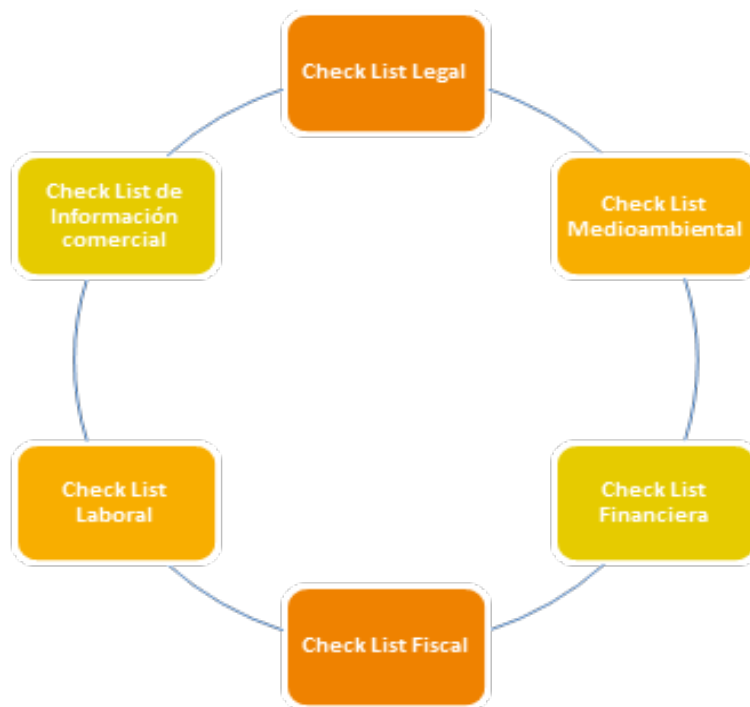 Check List Legal
Check List
Medioambiental
Check List
Financiera
Check List Fiscal
Check List
Laboral
Check List de
Información
comercial